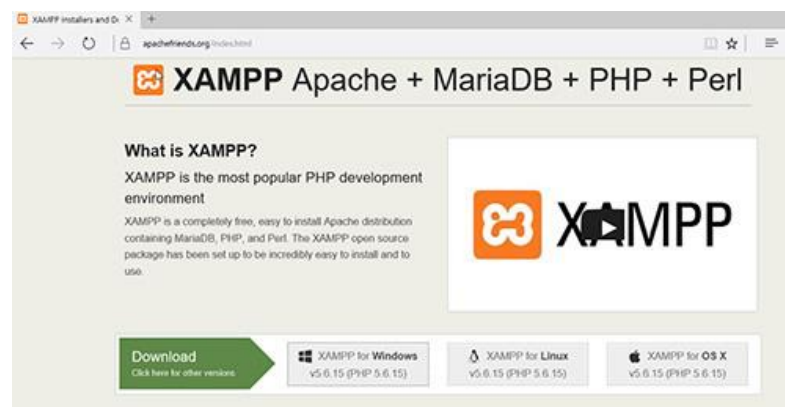 XAMPP Installers and Do
apachefriends.org/index.html
XAMPP Apache + MariaDB + PHP + Perl
What is XAMPP?
XAMPP is the most popular PHP development
environment
XAMPP is a completely free, easy to install Apache distribution
containing MariaDB, PHP, and Perl. The XAMPP open source
package has been set up to be incredibly easy to install and to
use.
XAMPP
Download
Click here for other versions
XAMPP for Windows
v5.6.15 (PHP 5.6.15)
XAMPP for Linux
v5.6.15 (PHP 5.6.15)
XAMPP for OS X
v5.6.15 (PHP 5.6.15)